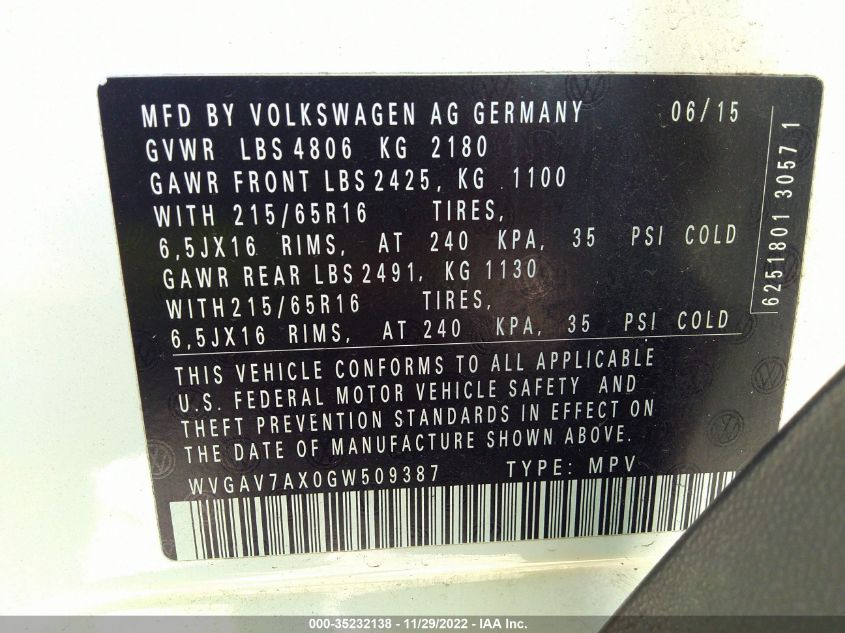 MFD BY VOLKSWAGEN AG GERMANY 06/15
GVWR LBS 4806 KG 2180
GAWR FRONT LBS 2425, KG 1100
WITH 215/65R16 TIRES,
6,5JX16 RIMS, AT 240 KPA, 35 PSI COLD
GAWR REAR LBS 2491, KG 1130
WITH 215/65R16 TIRES,
6,5JX16 RIMS, AT 240 KPA, 35 PSI COLD
THIS VEHICLE CONFORMS TO ALL APPLICABLE
U.S. FEDERAL MOTOR VEHICLE SAFETY AND
THEFT PREVENTION STANDARDS IN EFFECT ON
THE DATE OF MANUFACTURE SHOWN ABOVE.
WVGAV7AX0GW509387 TYPE: MPV
6251801 30571
000-35232138 - 11/29/2022 - IAA Inc.